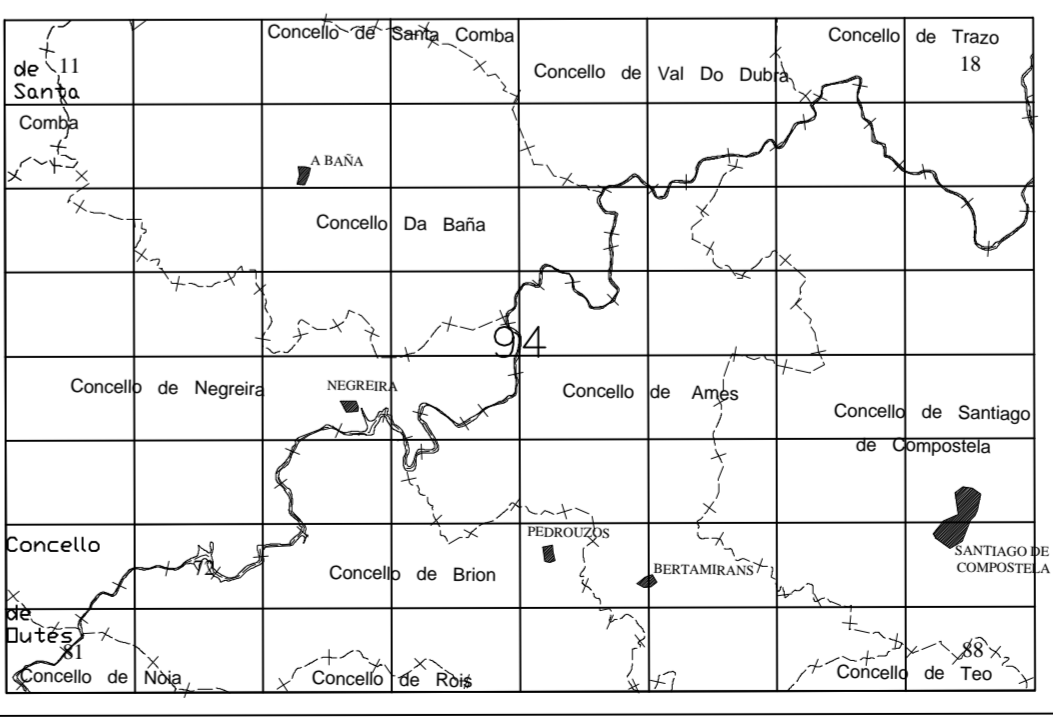 Concello de Santa Comba
Concello de Trazo
de 11
Santa
Comba
18
Concello de Val Do Dubra
A BAÑA
Concello Da Baña
94
Concello de Negreira
NEGREIRA
Concello de Ames
Concello de Santiago
de Compostela
Concello
de
Outes
PEDROUZOS
SANTIAGO DE
COMPOSTELA
Concello de Brion
BERTAMIRANS
81
88
Concello de Noia
Concello de Rois
Concello de Teo